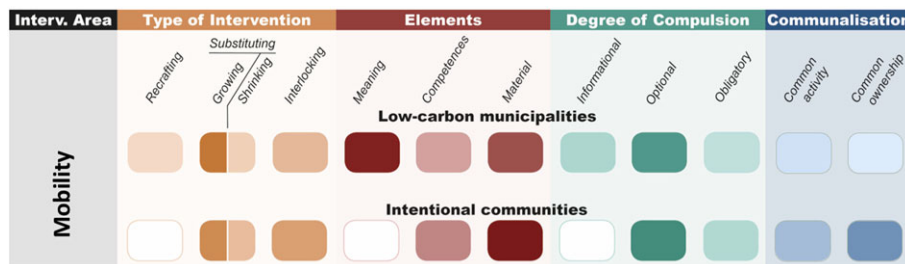 Interv. Area Type of Intervention Elements Degree of Compulsion Communalisation
Substituting
Recrafting Growing Shrinking Interlocking Meaning Competences Material Informational Optional Obligatory Common activity Common ownership
Low-carbon municipalities
Mobility
Intentional communities